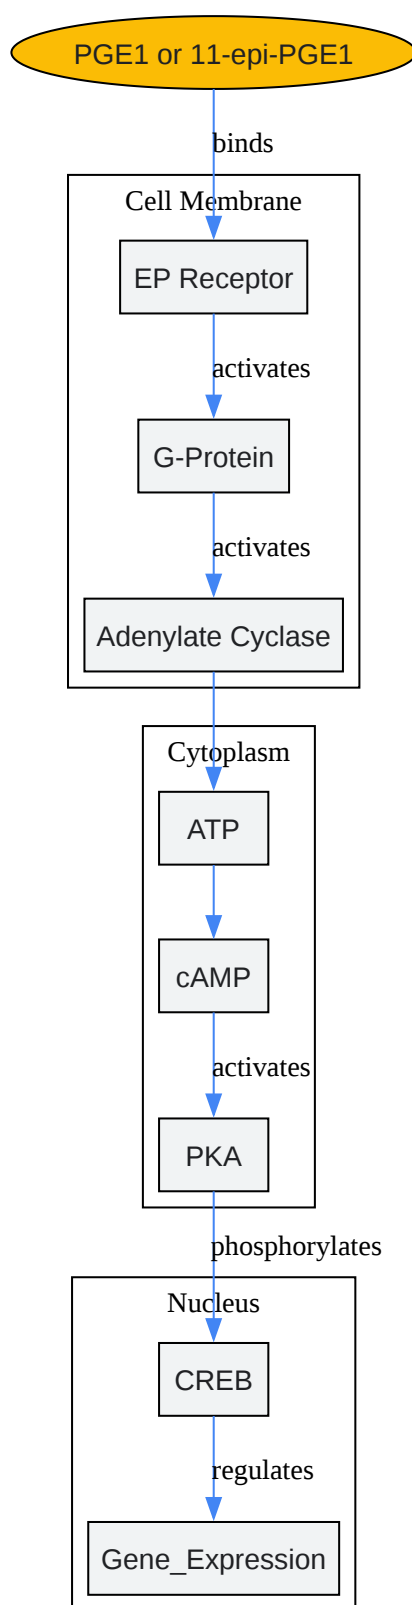 PGE1 or 11-epi-PGE1
binds
Cell Membrane
EP Receptor
activates
G-Protein
activates
Adenylate Cyclase
Cytoplasm
ATP
cAMP
activates
PKA
phosphorylates
Nucleus
CREB
regulates
Gene_Expression